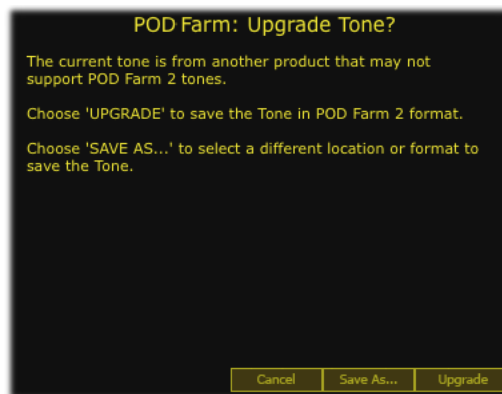 POD Farm: Upgrade Tone?
The current tone is from another product that may not
support POD Farm 2 tones.
Choose 'UPGRADE' to save the Tone in POD Farm 2 format.
Choose 'SAVE AS...' to select a different location or format to
save the Tone.
Cancel
Save As...
Upgrade